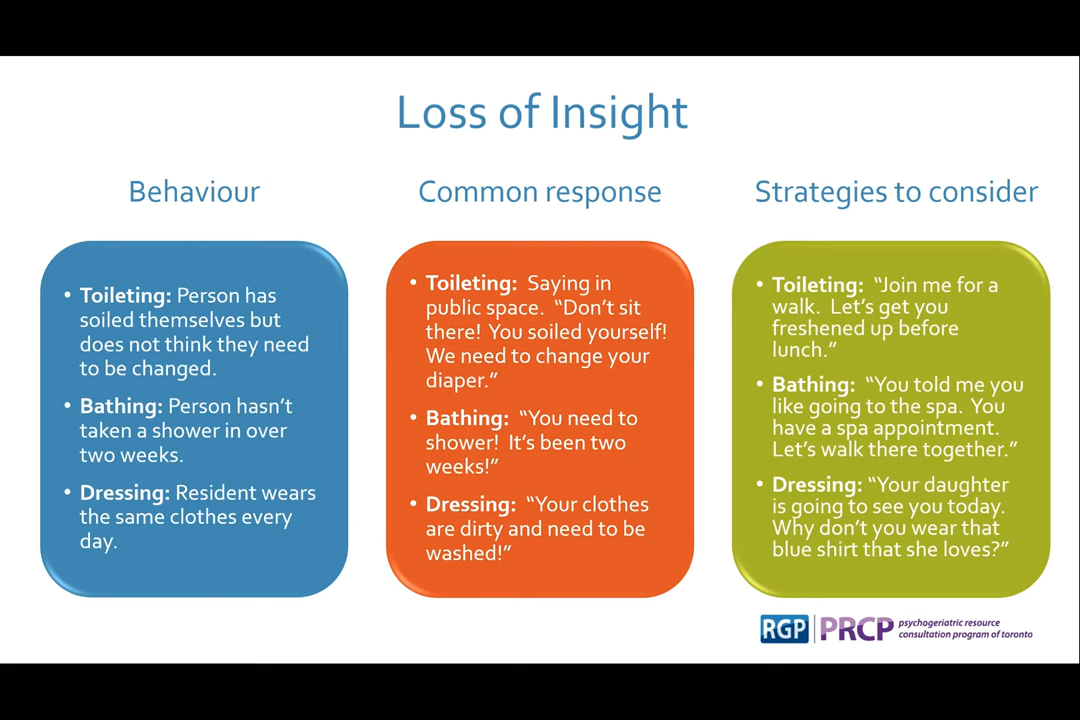 Loss of Insight
Behaviour
• Toileting: Person has
soiled themselves but
does not think they need
to be changed.
• Bathing: Person hasn't
taken a shower in over
two weeks.
• Dressing: Resident wears
the same clothes every
day.
Common response
• Toileting:  Saying in
public space.  “Don't sit
there!  You soiled yourself!
We need to change your
diaper.”
• Bathing:  “You need to
shower!  It's been two
weeks!”
• Dressing:  “Your clothes
are dirty and need to be
washed!”
Strategies to consider
• Toileting:  “Join me for a
walk.  Let's get you
freshened up before
lunch.”
• Bathing:  “You told me you
like going to the spa.  You
have a spa appointment.
Let's walk there together.”
• Dressing: “Your daughter
is going to see you today.
Why don't you wear that
blue shirt that she loves?”
RGP PRCP psychogeriatric resource
consultation program of toronto